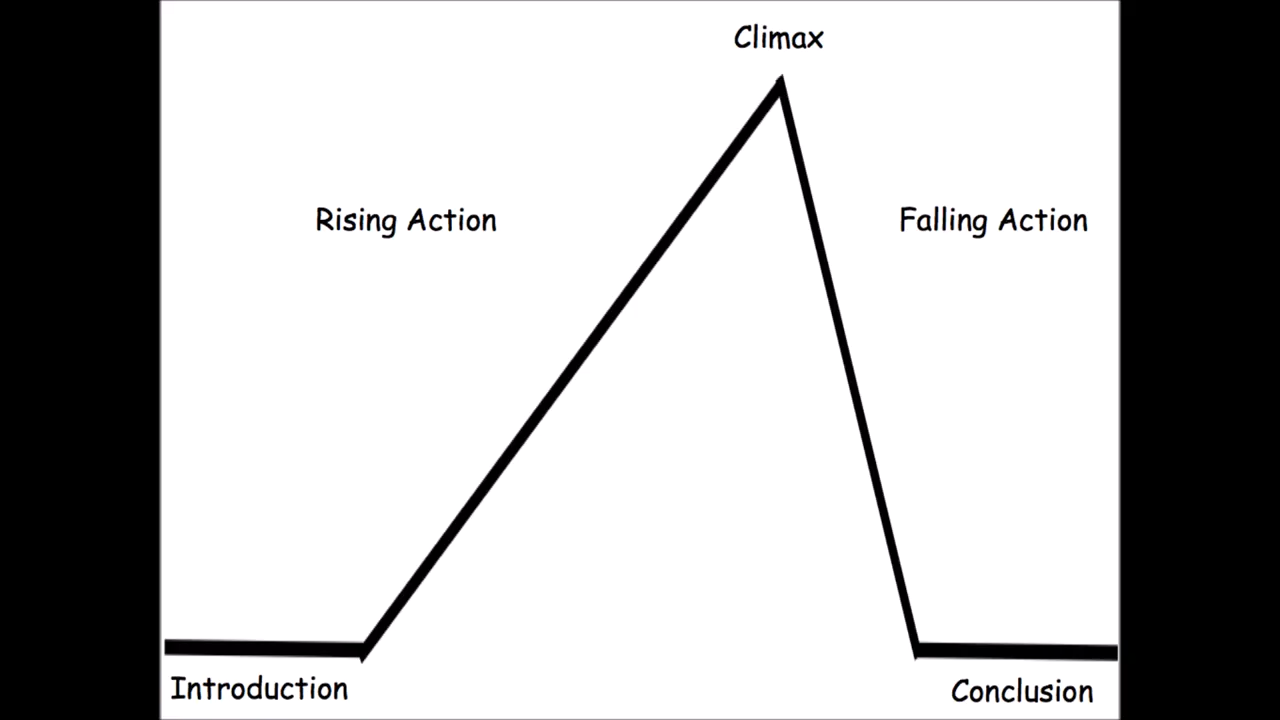 Climax
Rising Action
Falling Action
Introduction
Conclusion